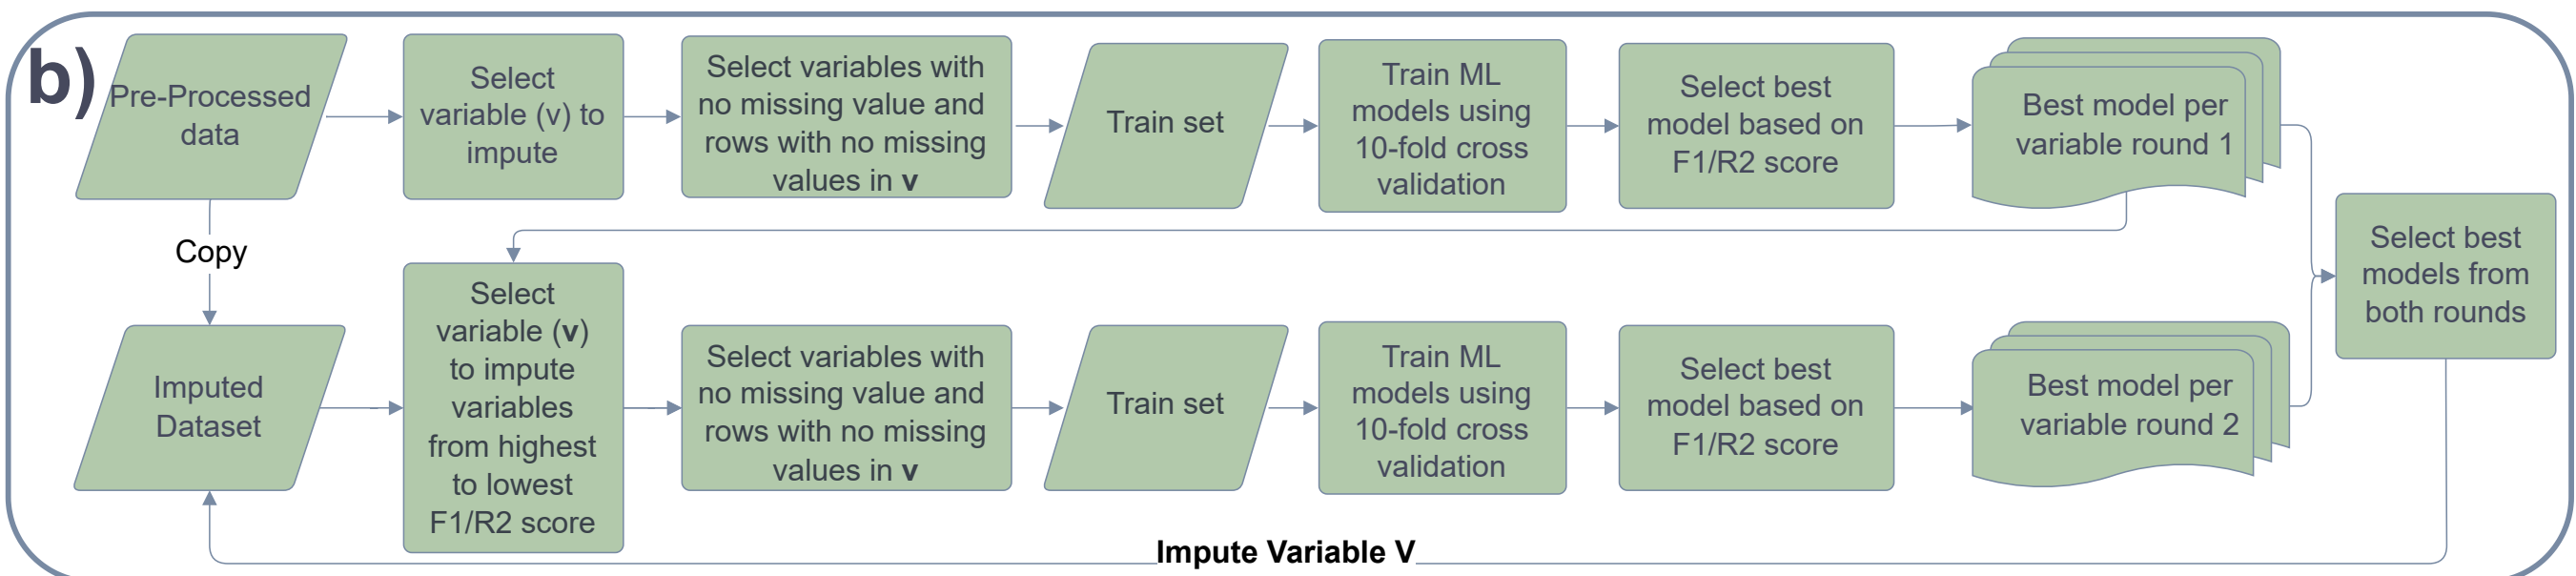 b)
Pre-Processed
data
Select
variable (v) to
impute
Select variables with
no missing value and
rows with no missing
values in v
Train set
Train ML
models using
10-fold cross
validation
Select best
model based on
F1/R2 score
Best model per
variable round 1
Copy
Select best
models from
both rounds
Imputed
Dataset
Select
variable (v)
to impute
variables
from highest
to lowest
F1/R2 score
Select variables with
no missing value and
rows with no missing
values in v
Train set
Train ML
models using
10-fold cross
validation
Select best
model based on
F1/R2 score
Best model per
variable round 2
Impute Variable V